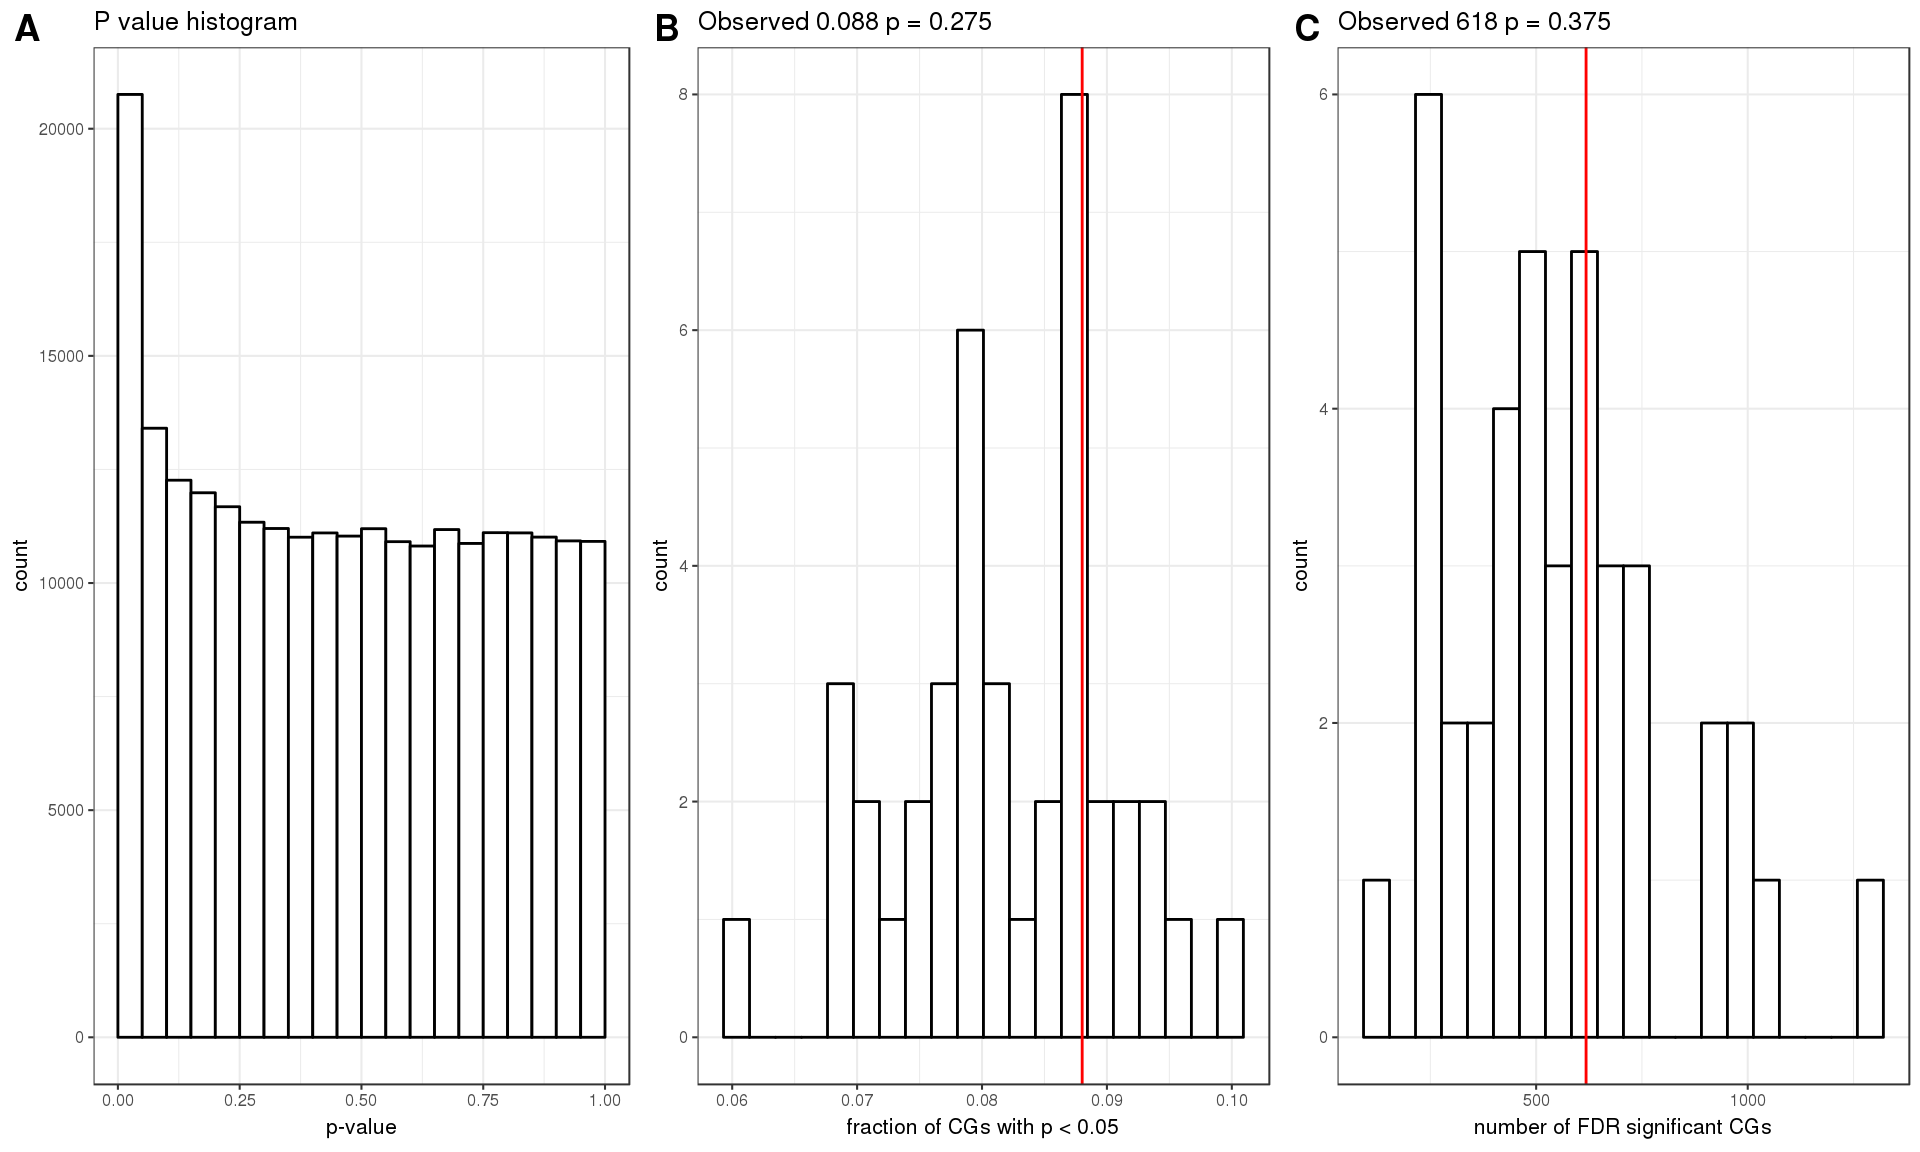 A P value histogram
count
20000
15000
10000
5000
0
0.00 0.25 0.50 0.75 1.00
p-value
B Observed 0.088 p = 0.275
count
8
6
4
2
0
0.06 0.07 0.08 0.09 0.10
fraction of CGs with p < 0.05
C Observed 618 p = 0.375
count
6
4
2
0
500 1000
number of FDR significant CGs